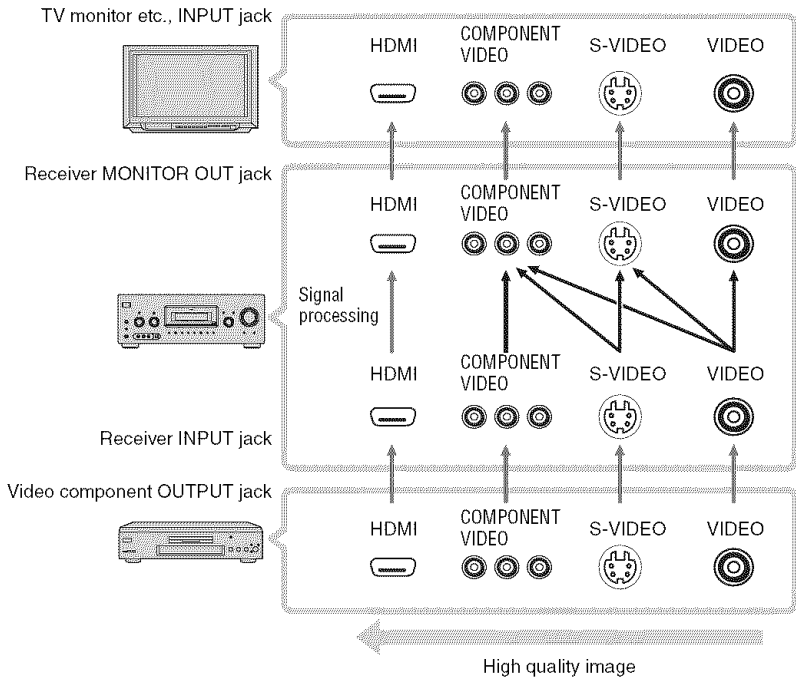 TV monitor etc., INPUT jack
HDMI
COMPONENT
VIDEO
S-VIDEO
VIDEO
Receiver MONITOR OUT jack
HDMI
COMPONENT
VIDEO
S-VIDEO
VIDEO
Signal
processing
HDMI
COMPONENT
VIDEO
S-VIDEO
VIDEO
Receiver INPUT jack
Video component OUTPUT jack
HDMI
COMPONENT
VIDEO
S-VIDEO
VIDEO
High quality image